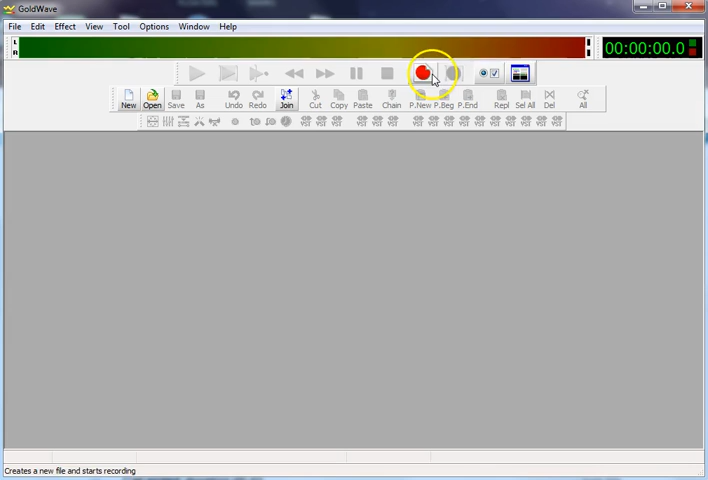 GoldWave
File Edit Effect View Tool Options Window Help
L
R
00:00:00.0
New Open Save As Undo Redo Join Cut Copy Paste Chain P.New P.Beg P.End Repl Sel All Del All
VST VST VST VST VST VST VST VST VST VST VST VST VST VST VST
Creates a new file and starts recording